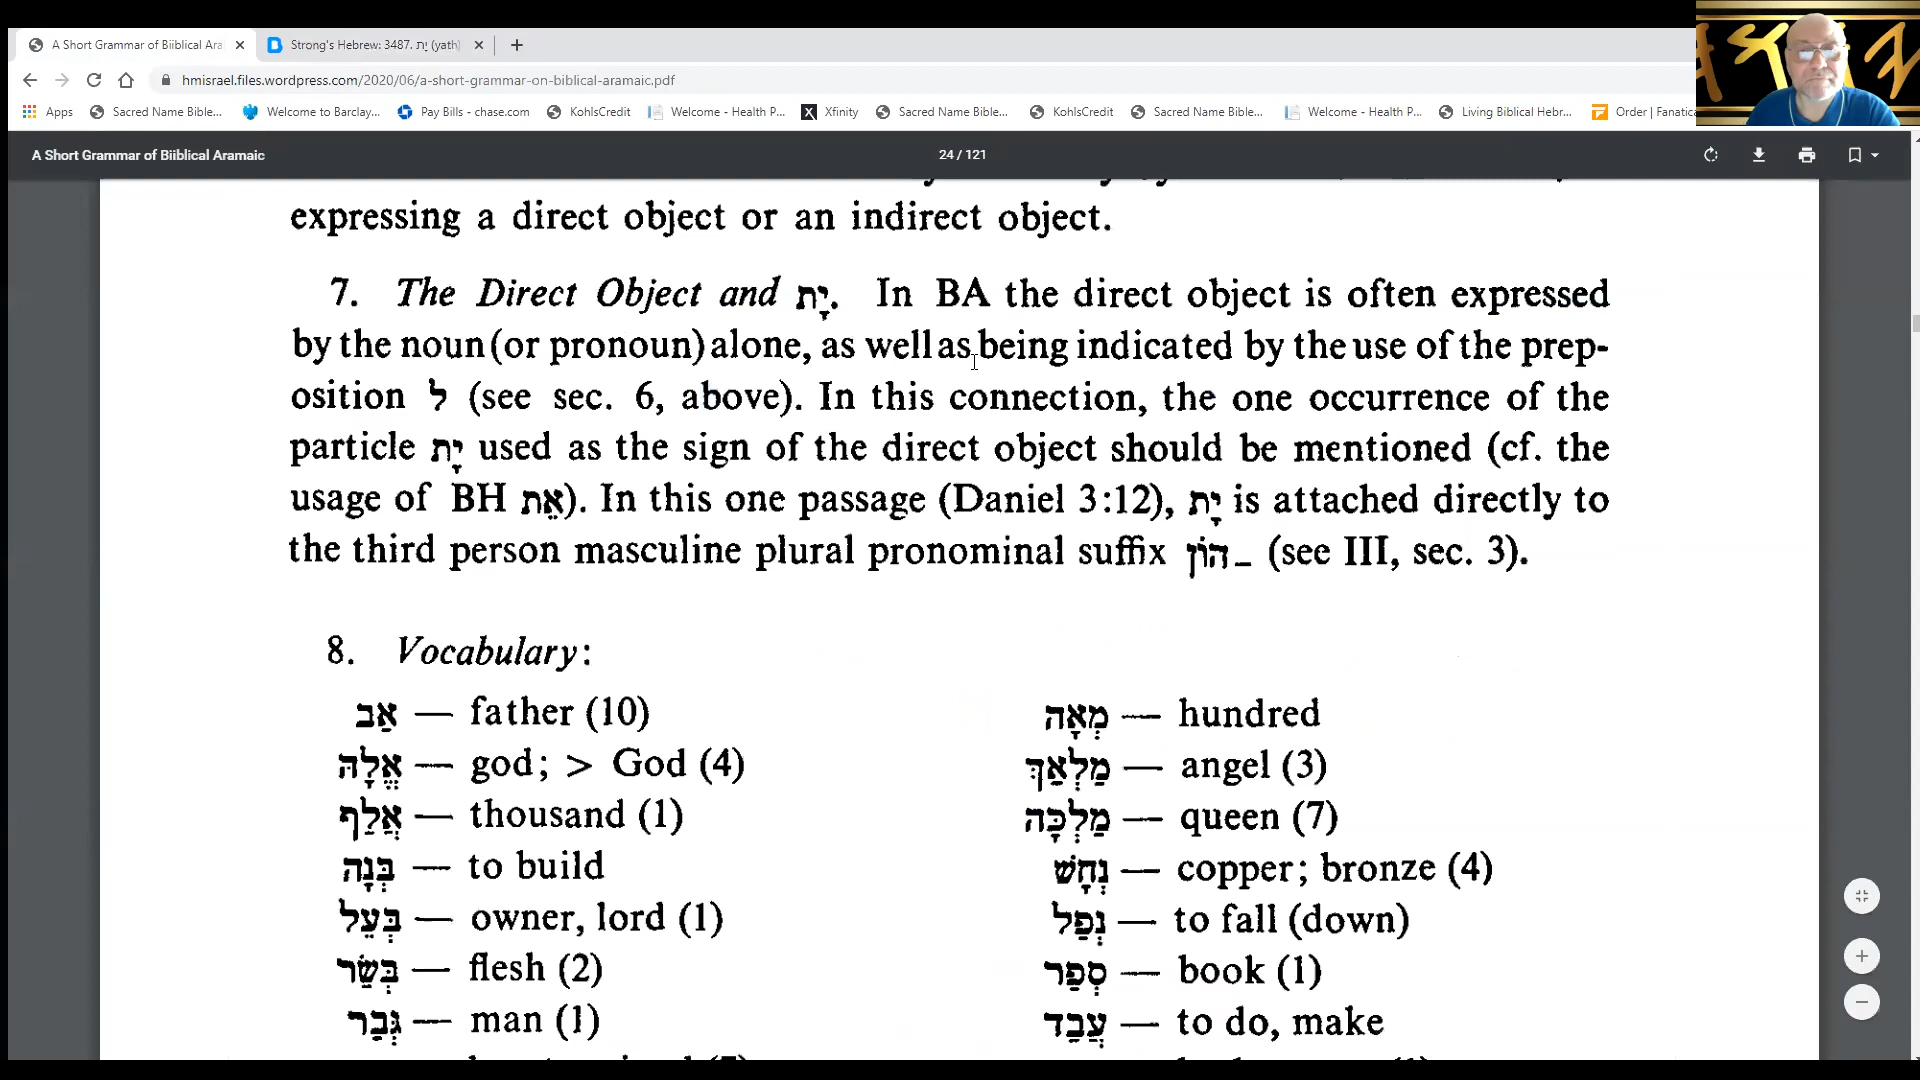 A Short Grammar of Biiblical Ara
Strong's Hebrew: 3487. יָת (yath)
hmisrael.files.wordpress.com/2020/06/a-short-grammar-on-biblical-aramaic.pdf
Apps Sacred Name Bible... Welcome to Barclay... Pay Bills - chase.com KohlsCredit Welcome - Health P... Xfinity Sacred Name Bible... KohlsCredit Sacred Name Bible... Welcome - Health P... Living Biblical Hebr... Order | Fanatica
A Short Grammar of Biiblical Aramaic 24 / 121
expressing a direct object or an indirect object.
7. The Direct Object and יָת. In BA the direct object is often expressed
by the noun (or pronoun) alone, as well as being indicated by the use of the prep-
osition ל (see sec. 6, above). In this connection, the one occurrence of the
particle יָת used as the sign of the direct object should be mentioned (cf. the
usage of BH אֵת). In this one passage (Daniel 3:12), יָת is attached directly to
the third person masculine plural pronominal suffix הוֹן– (see III, sec. 3).
8. Vocabulary:
אַב — father (10)
אֱלָהּ — god; > God (4)
אֲלַף — thousand (1)
בְּנָה — to build
בְּעֵל — owner, lord (1)
בְּשַׂר — flesh (2)
גְּבַר — man (1)
מְאָה — hundred
מַלְאַךְ — angel (3)
מַלְכָּה — queen (7)
נְחָשׁ — copper; bronze (4)
נְפַל — to fall (down)
סְפַר — book (1)
עֲבַד — to do, make